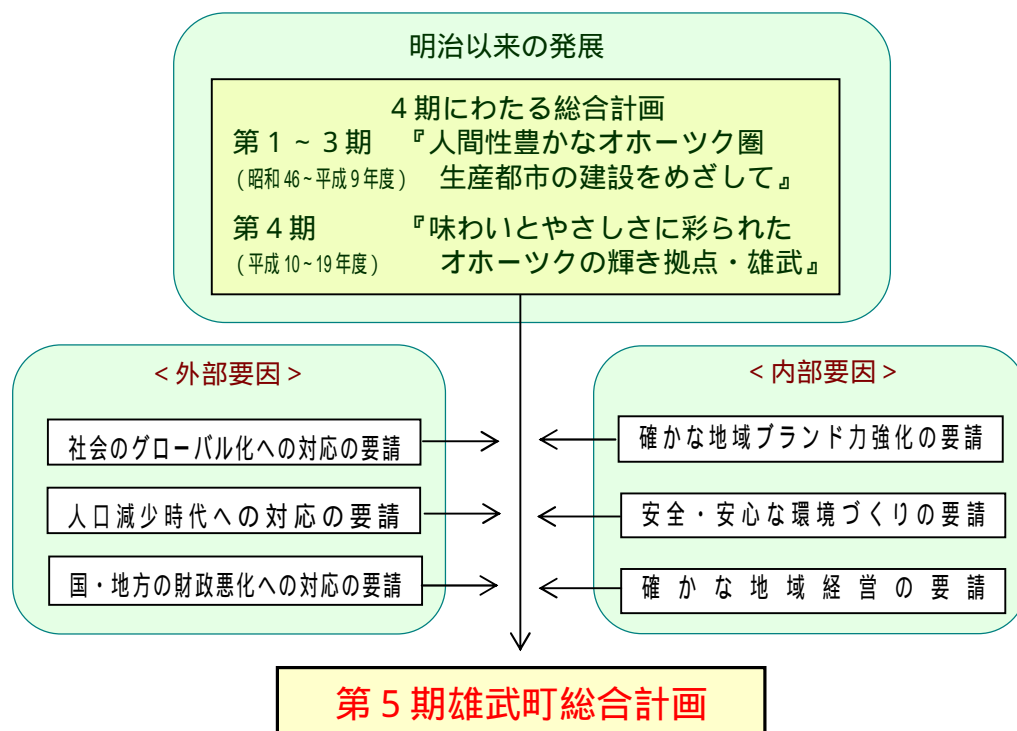 明治以来の発展
４期にわたる総合計画
第１～３期 『人間性豊かなオホーツク圏
(昭和46~平成９年度) 生産都市の建設をめざして』
第４期 『味わいとやさしさに彩られた
(平成10~19年度) オホーツクの輝き拠点・雄武』
＜外部要因＞
社会のグローバル化への対応の要請
人口減少時代への対応の要請
国・地方の財政悪化への対応の要請
＜内部要因＞
確かな地域ブランド力強化の要請
安全・安心な環境づくりの要請
確かな地域経営の要請
第５期雄武町総合計画